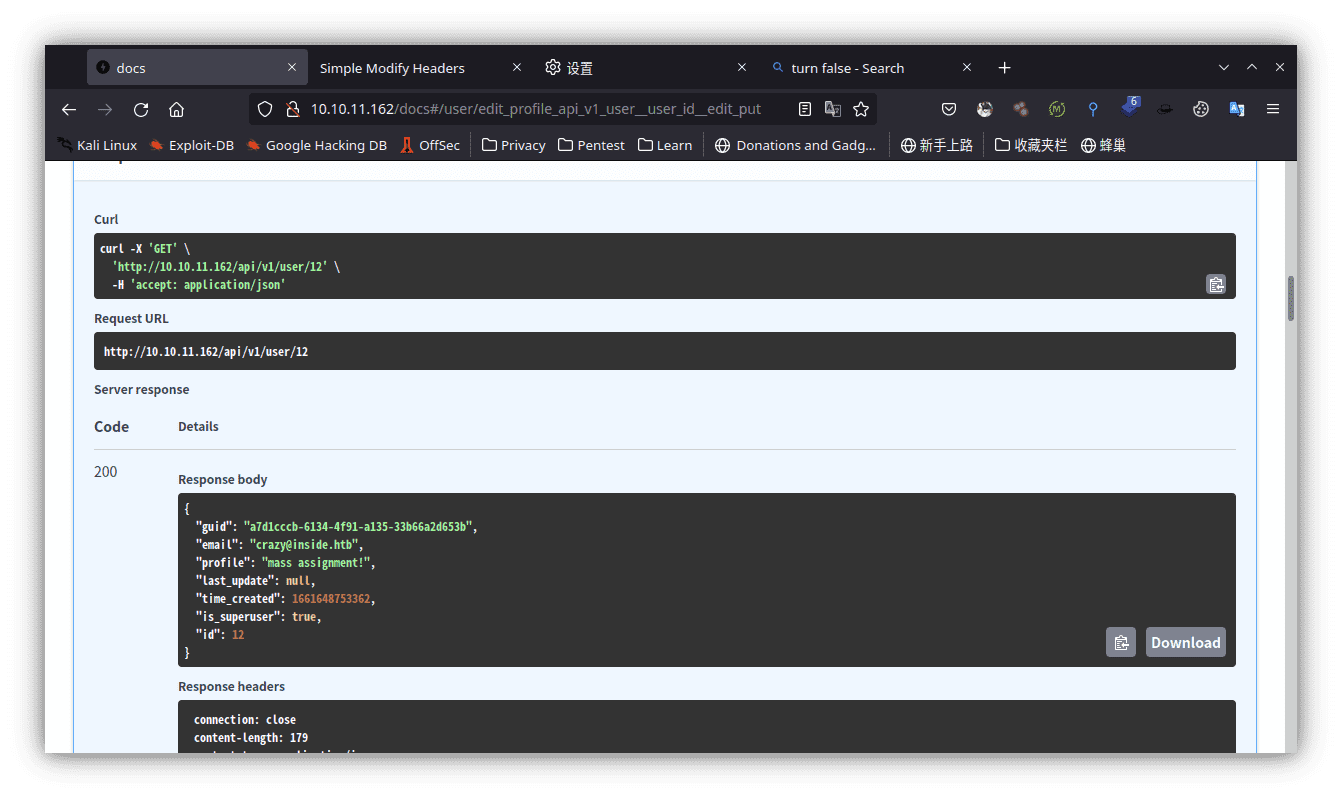 docs
Simple Modify Headers
设置
turn false - Search
10.10.11.162/docs#/user/edit_profile_api_v1_user__user_id__edit_put
6
Kali Linux
Exploit-DB
Google Hacking DB
OffSec
Privacy
Pentest
Learn
Donations and Gadg...
新手上路
收藏夹栏
蜂巢
Curl
curl -X 'GET' \
'http://10.10.11.162/api/v1/user/12' \
-H 'accept: application/json'
Request URL
http://10.10.11.162/api/v1/user/12
Server response
Code Details
200
Response body
{
"guid": "a7d1cccb-6134-4f91-a135-33b66a2d653b",
"email": "crazy@inside.htb",
"profile": "mass assignment!",
"last_update": null,
"time_created": 1661648753362,
"is_superuser": true,
"id": 12
}
Download
Response headers
connection: close
content-length: 179